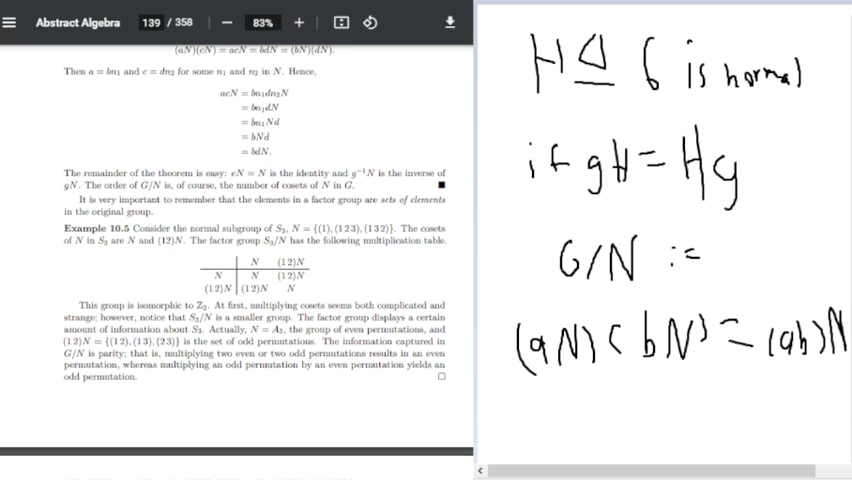 Abstract Algebra 139 / 358 − 83% +
(aN)(cN) = acN = bdN = (bN)(dN).
Then a = bn₁ and c = dn₂ for some n₁ and n₂ in N. Hence,
acN = bn₁dn₂N
= bn₁dN
= bn₁Nd
= bNd
= bdN.
The remainder of the theorem is easy: eN = N is the identity and g⁻¹N is the inverse of
gN. The order of G/N is, of course, the number of cosets of N in G. ■
It is very important to remember that the elements in a factor group are sets of elements
in the original group.
Example 10.5 Consider the normal subgroup of S₃, N = {(1), (1 2 3), (1 3 2)}. The cosets
of N in S₃ are N and (12)N. The factor group S₃/N has the following multiplication table.
N (1 2)N
N N (1 2)N
(1 2)N (1 2)N N
This group is isomorphic to ℤ₂. At first, multiplying cosets seems both complicated and
strange; however, notice that S₃/N is a smaller group. The factor group displays a certain
amount of information about S₃. Actually, N = A₃, the group of even permutations, and
(1 2)N = {(1 2), (1 3), (2 3)} is the set of odd permutations. The information captured in
G/N is parity; that is, multiplying two even or two odd permutations results in an even
permutation, whereas multiplying an odd permutation by an even permutation yields an
odd permutation. □
H ⊴ G is normal
if gH = Hg
G/N :=
(aN)(bN) = (ab)N